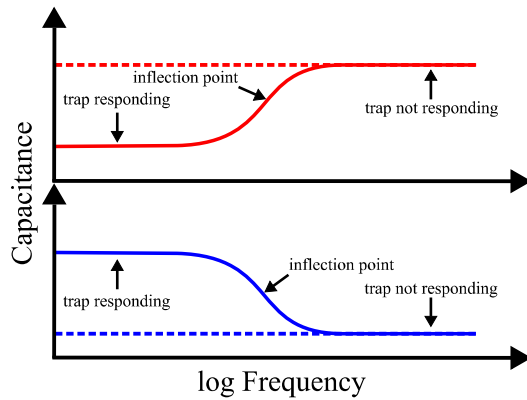 inflection point
trap responding
trap not responding
Capacitance
inflection point
trap responding
trap not responding
log Frequency